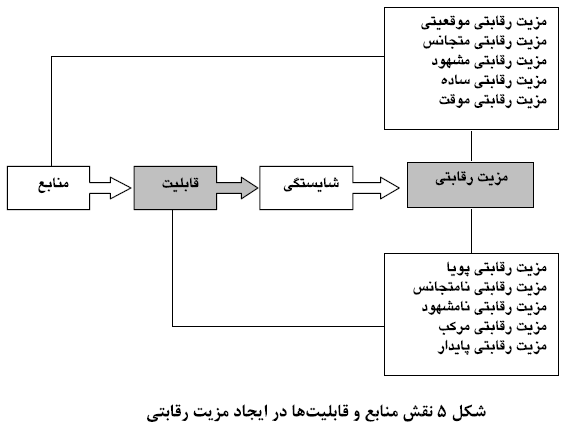 مزیت رقابتی موقعیتی
مزیت رقابتی متجانس
مزیت رقابتی مشهود
مزیت رقابتی ساده
مزیت رقابتی موقت
منابع
قابلیت
شایستگی
مزیت رقابتی
مزیت رقابتی پویا
مزیت رقابتی نامتجانس
مزیت رقابتی نامشهود
مزیت رقابتی مرکب
مزیت رقابتی پایدار
شکل ۵ نقش منابع و قابلیت‌ها در ایجاد مزیت رقابتی